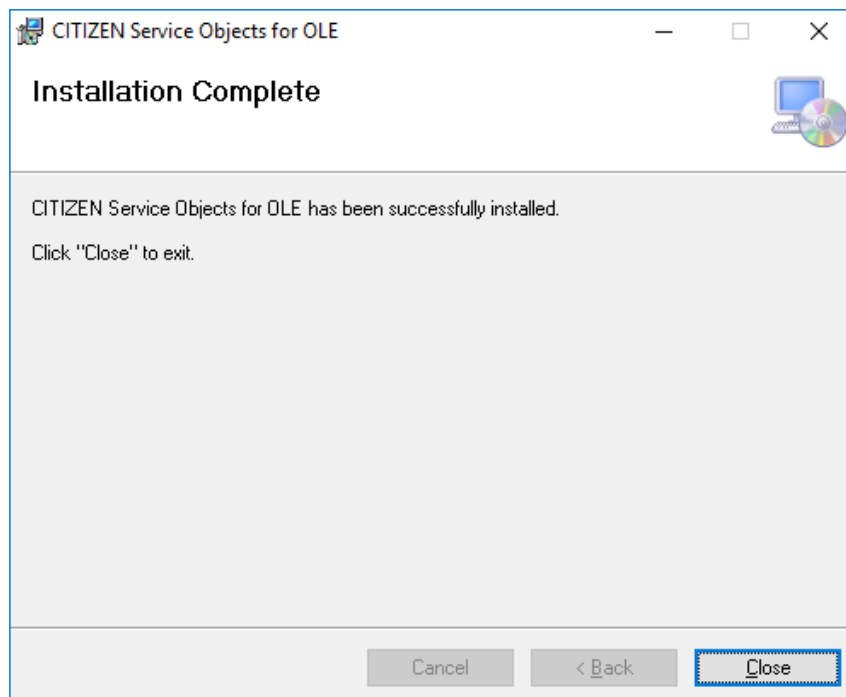 CITIZEN Service Objects for OLE
Installation Complete
CITIZEN Service Objects for OLE has been successfully installed.
Click "Close" to exit.
Cancel
< Back
Close